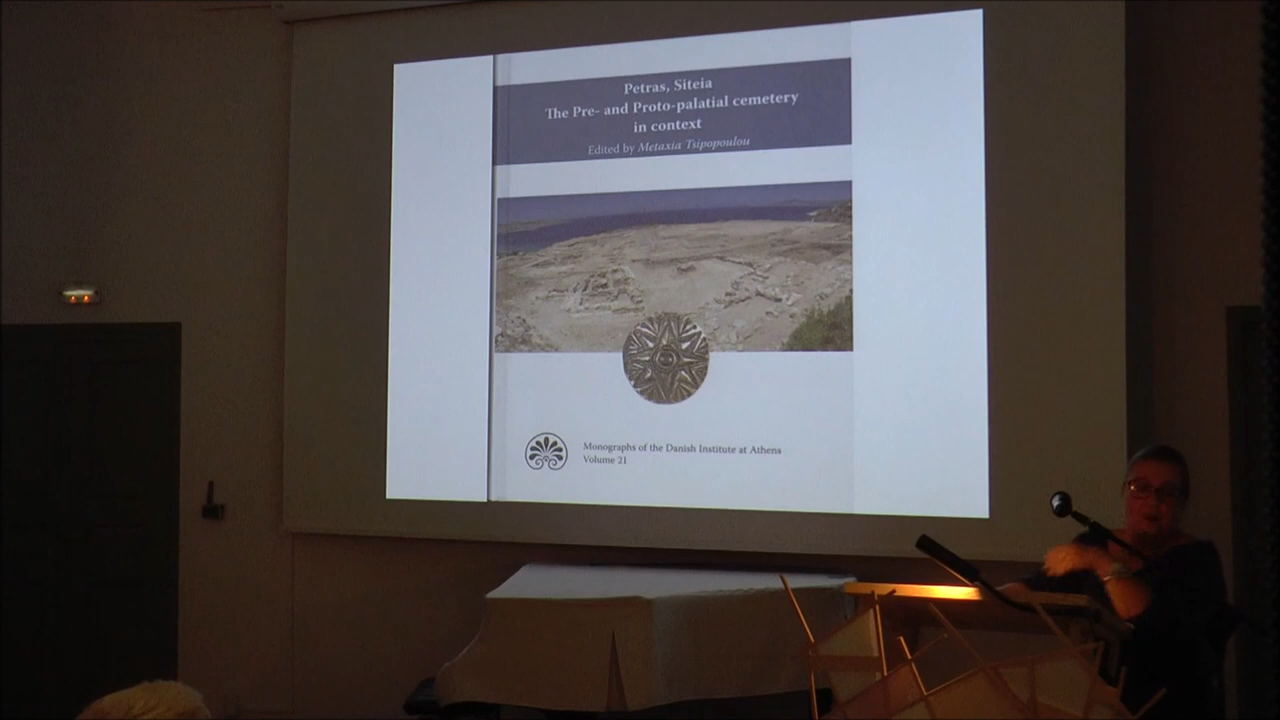 Petras, Siteia
The Pre- and Proto-palatial cemetery
in context
Edited by Metaxia Tsipopoulou
Monographs of the Danish Institute at Athens
Volume 21